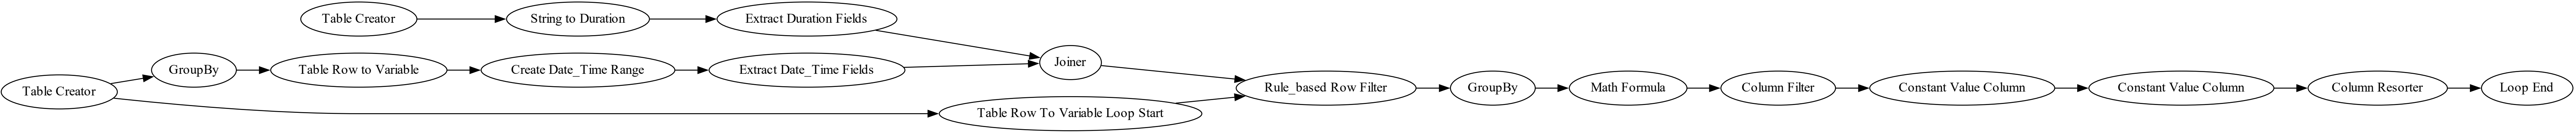 Table Creator
String to Duration
Extract Duration Fields
GroupBy
Table Row to Variable
Create Date_Time Range
Extract Date_Time Fields
Joiner
Table Creator
Table Row To Variable Loop Start
Rule_based Row Filter
GroupBy
Math Formula
Column Filter
Constant Value Column
Constant Value Column
Column Resorter
Loop End